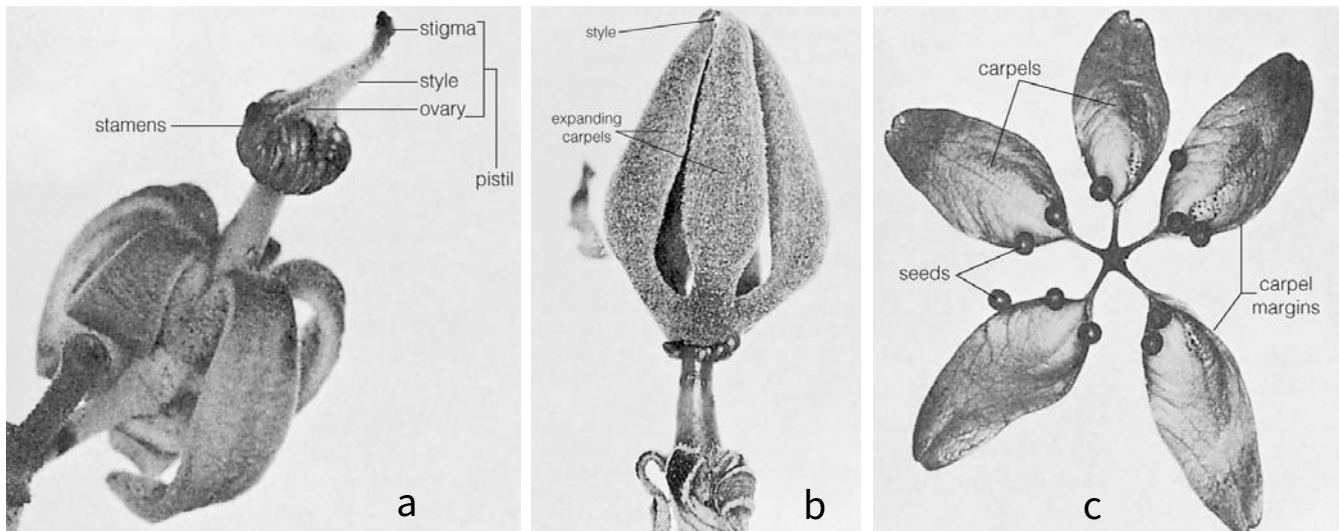 stigma
style
ovary
stamens
pistil
a
style
expanding
carpels
b
carpels
seeds
carpel
margins
c